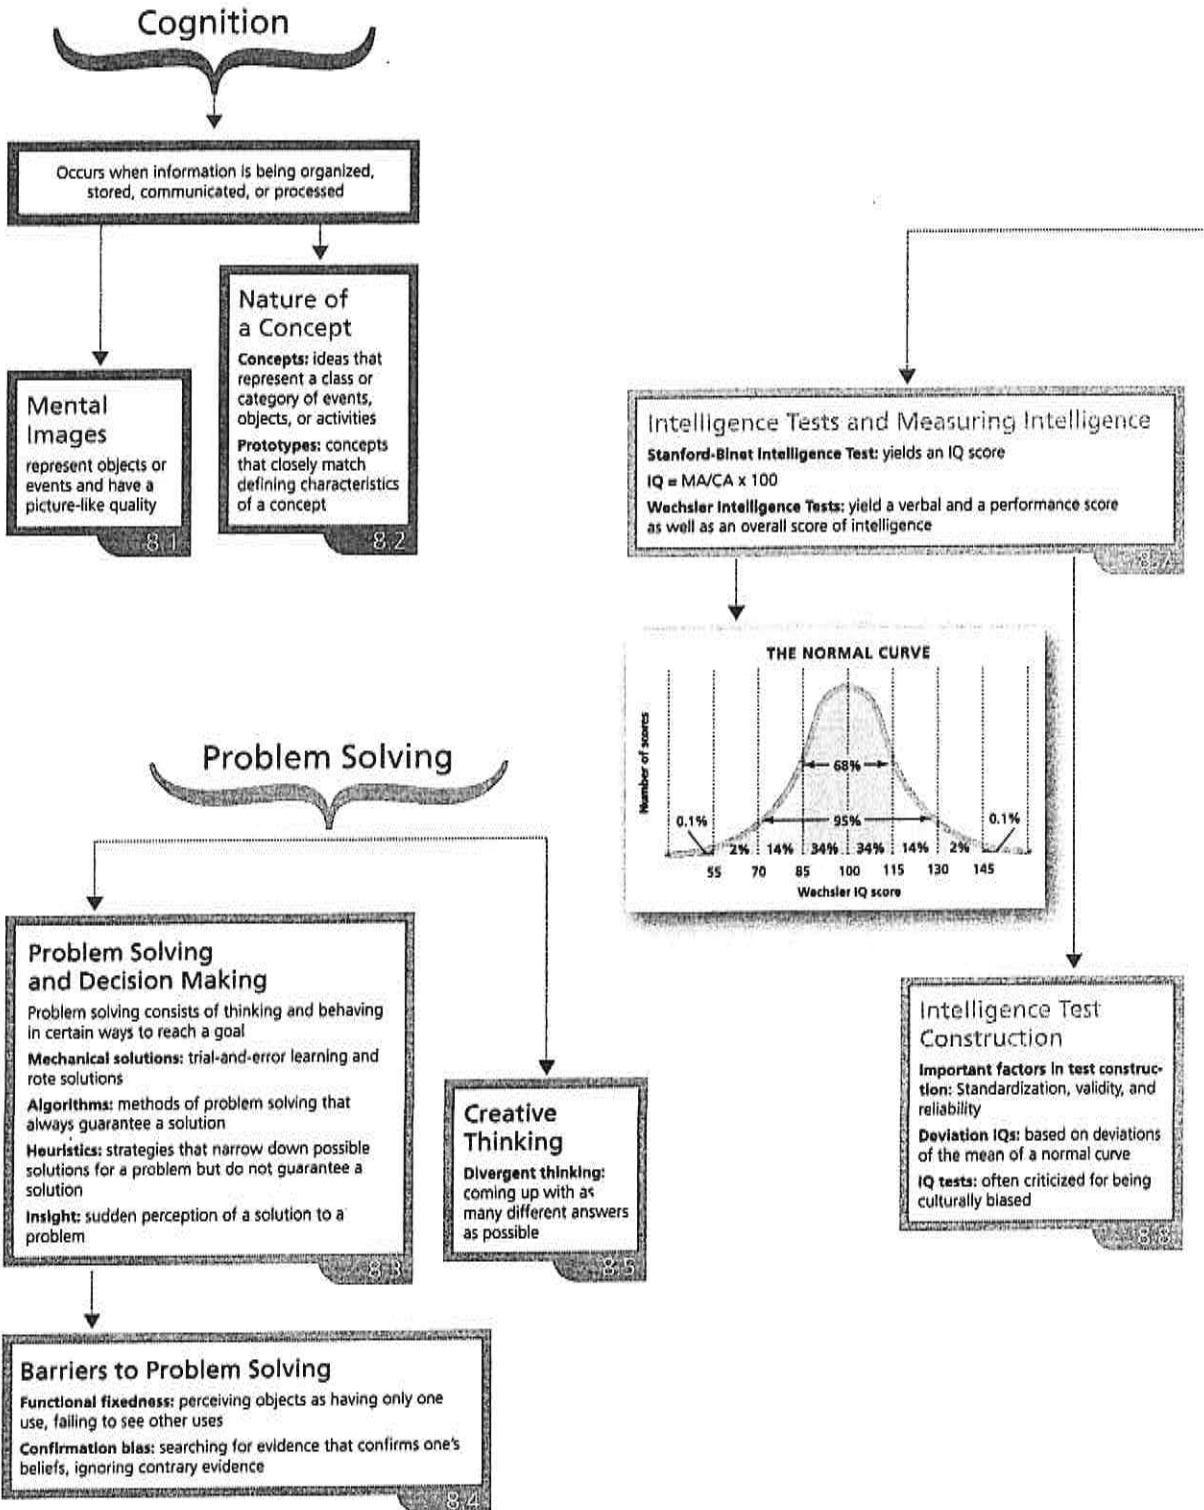 Cognition
Occurs when information is being organized,
stored, communicated, or processed
Nature of
a Concept
Concepts: ideas that
represent a class or
category of events,
objects, or activities
Prototypes: concepts
that closely match
defining characteristics
of a concept
8.2
Mental
Images
represent objects or
events and have a
picture-like quality
8.1
Intelligence Tests and Measuring Intelligence
Stanford-Binet Intelligence Test: yields an IQ score
IQ = MA/CA x 100
Wechsler Intelligence Tests: yield a verbal and a performance score
as well as an overall score of intelligence
8.7
THE NORMAL CURVE
Number of scores
68%
95%
0.1%
0.1%
2% 14% 34% 34% 14% 2%
55 70 85 100 115 130 145
Wechsler IQ score
Problem Solving
Problem Solving
and Decision Making
Problem solving consists of thinking and behaving
in certain ways to reach a goal
Mechanical solutions: trial-and-error learning and
rote solutions
Algorithms: methods of problem solving that
always guarantee a solution
Heuristics: strategies that narrow down possible
solutions for a problem but do not guarantee a
solution
Insight: sudden perception of a solution to a
problem
8.3
Creative
Thinking
Divergent thinking:
coming up with as
many different answers
as possible
8.5
Intelligence Test
Construction
Important factors in test construc-
tion: Standardization, validity, and
reliability
Deviation IQs: based on deviations
of the mean of a normal curve
IQ tests: often criticized for being
culturally biased
8.8
Barriers to Problem Solving
Functional fixedness: perceiving objects as having only one
use, failing to see other uses
Confirmation bias: searching for evidence that confirms one's
beliefs, ignoring contrary evidence
8.4